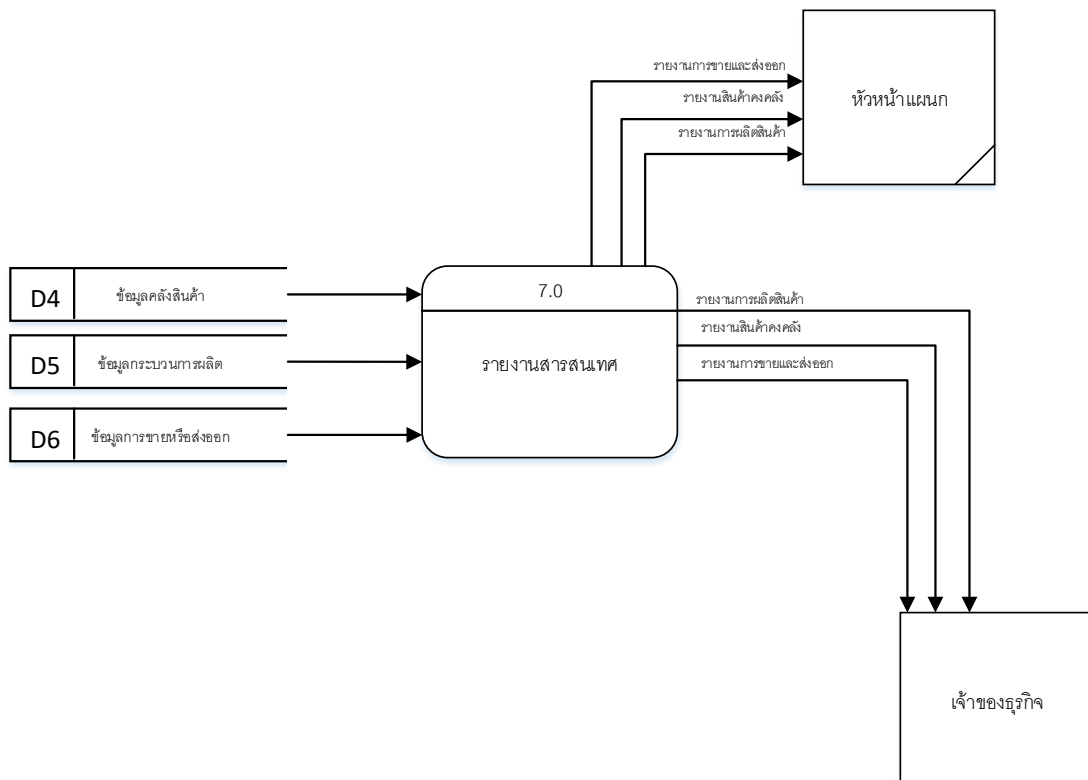 รายงานการขายและส่งออก
รายงานสินค้าคงคลัง
รายงานการผลิตสินค้า
หัวหน้าแผนก
D4 ข้อมูลคลังสินค้า
D5 ข้อมูลกระบวนการผลิต
D6 ข้อมูลการขายหรือส่งออก
7.0
รายงานสารสนเทศ
รายงานการผลิตสินค้า
รายงานสินค้าคงคลัง
รายงานการขายและส่งออก
เจ้าของธุรกิจ